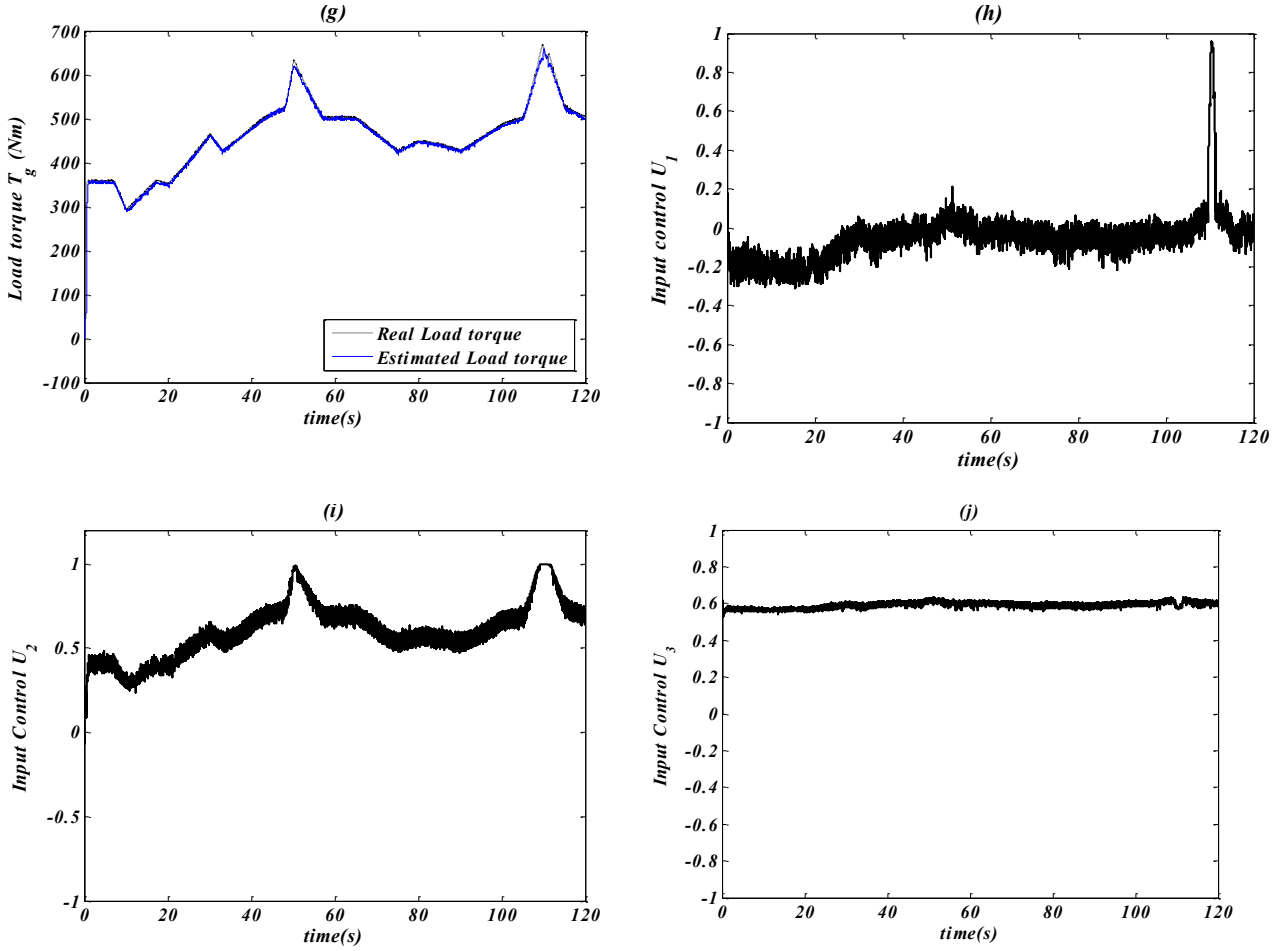 (g)
700
600
500
400
300
200
100
0
-100
Load torque T_g (Nm)
Real Load torque
Estimated Load torque
0 20 40 60 80 100 120
time(s)
(h)
1
0.8
0.6
0.4
0.2
0
-0.2
-0.4
-0.6
-0.8
-1
Input control U_1
0 20 40 60 80 100 120
time(s)
(i)
1
0.5
0
-0.5
-1
Input Control U_2
0 20 40 60 80 100 120
time(s)
(j)
1
0.8
0.6
0.4
0.2
0
-0.2
-0.4
-0.6
-0.8
-1
Input Control U_3
0 20 40 60 80 100 120
time(s)